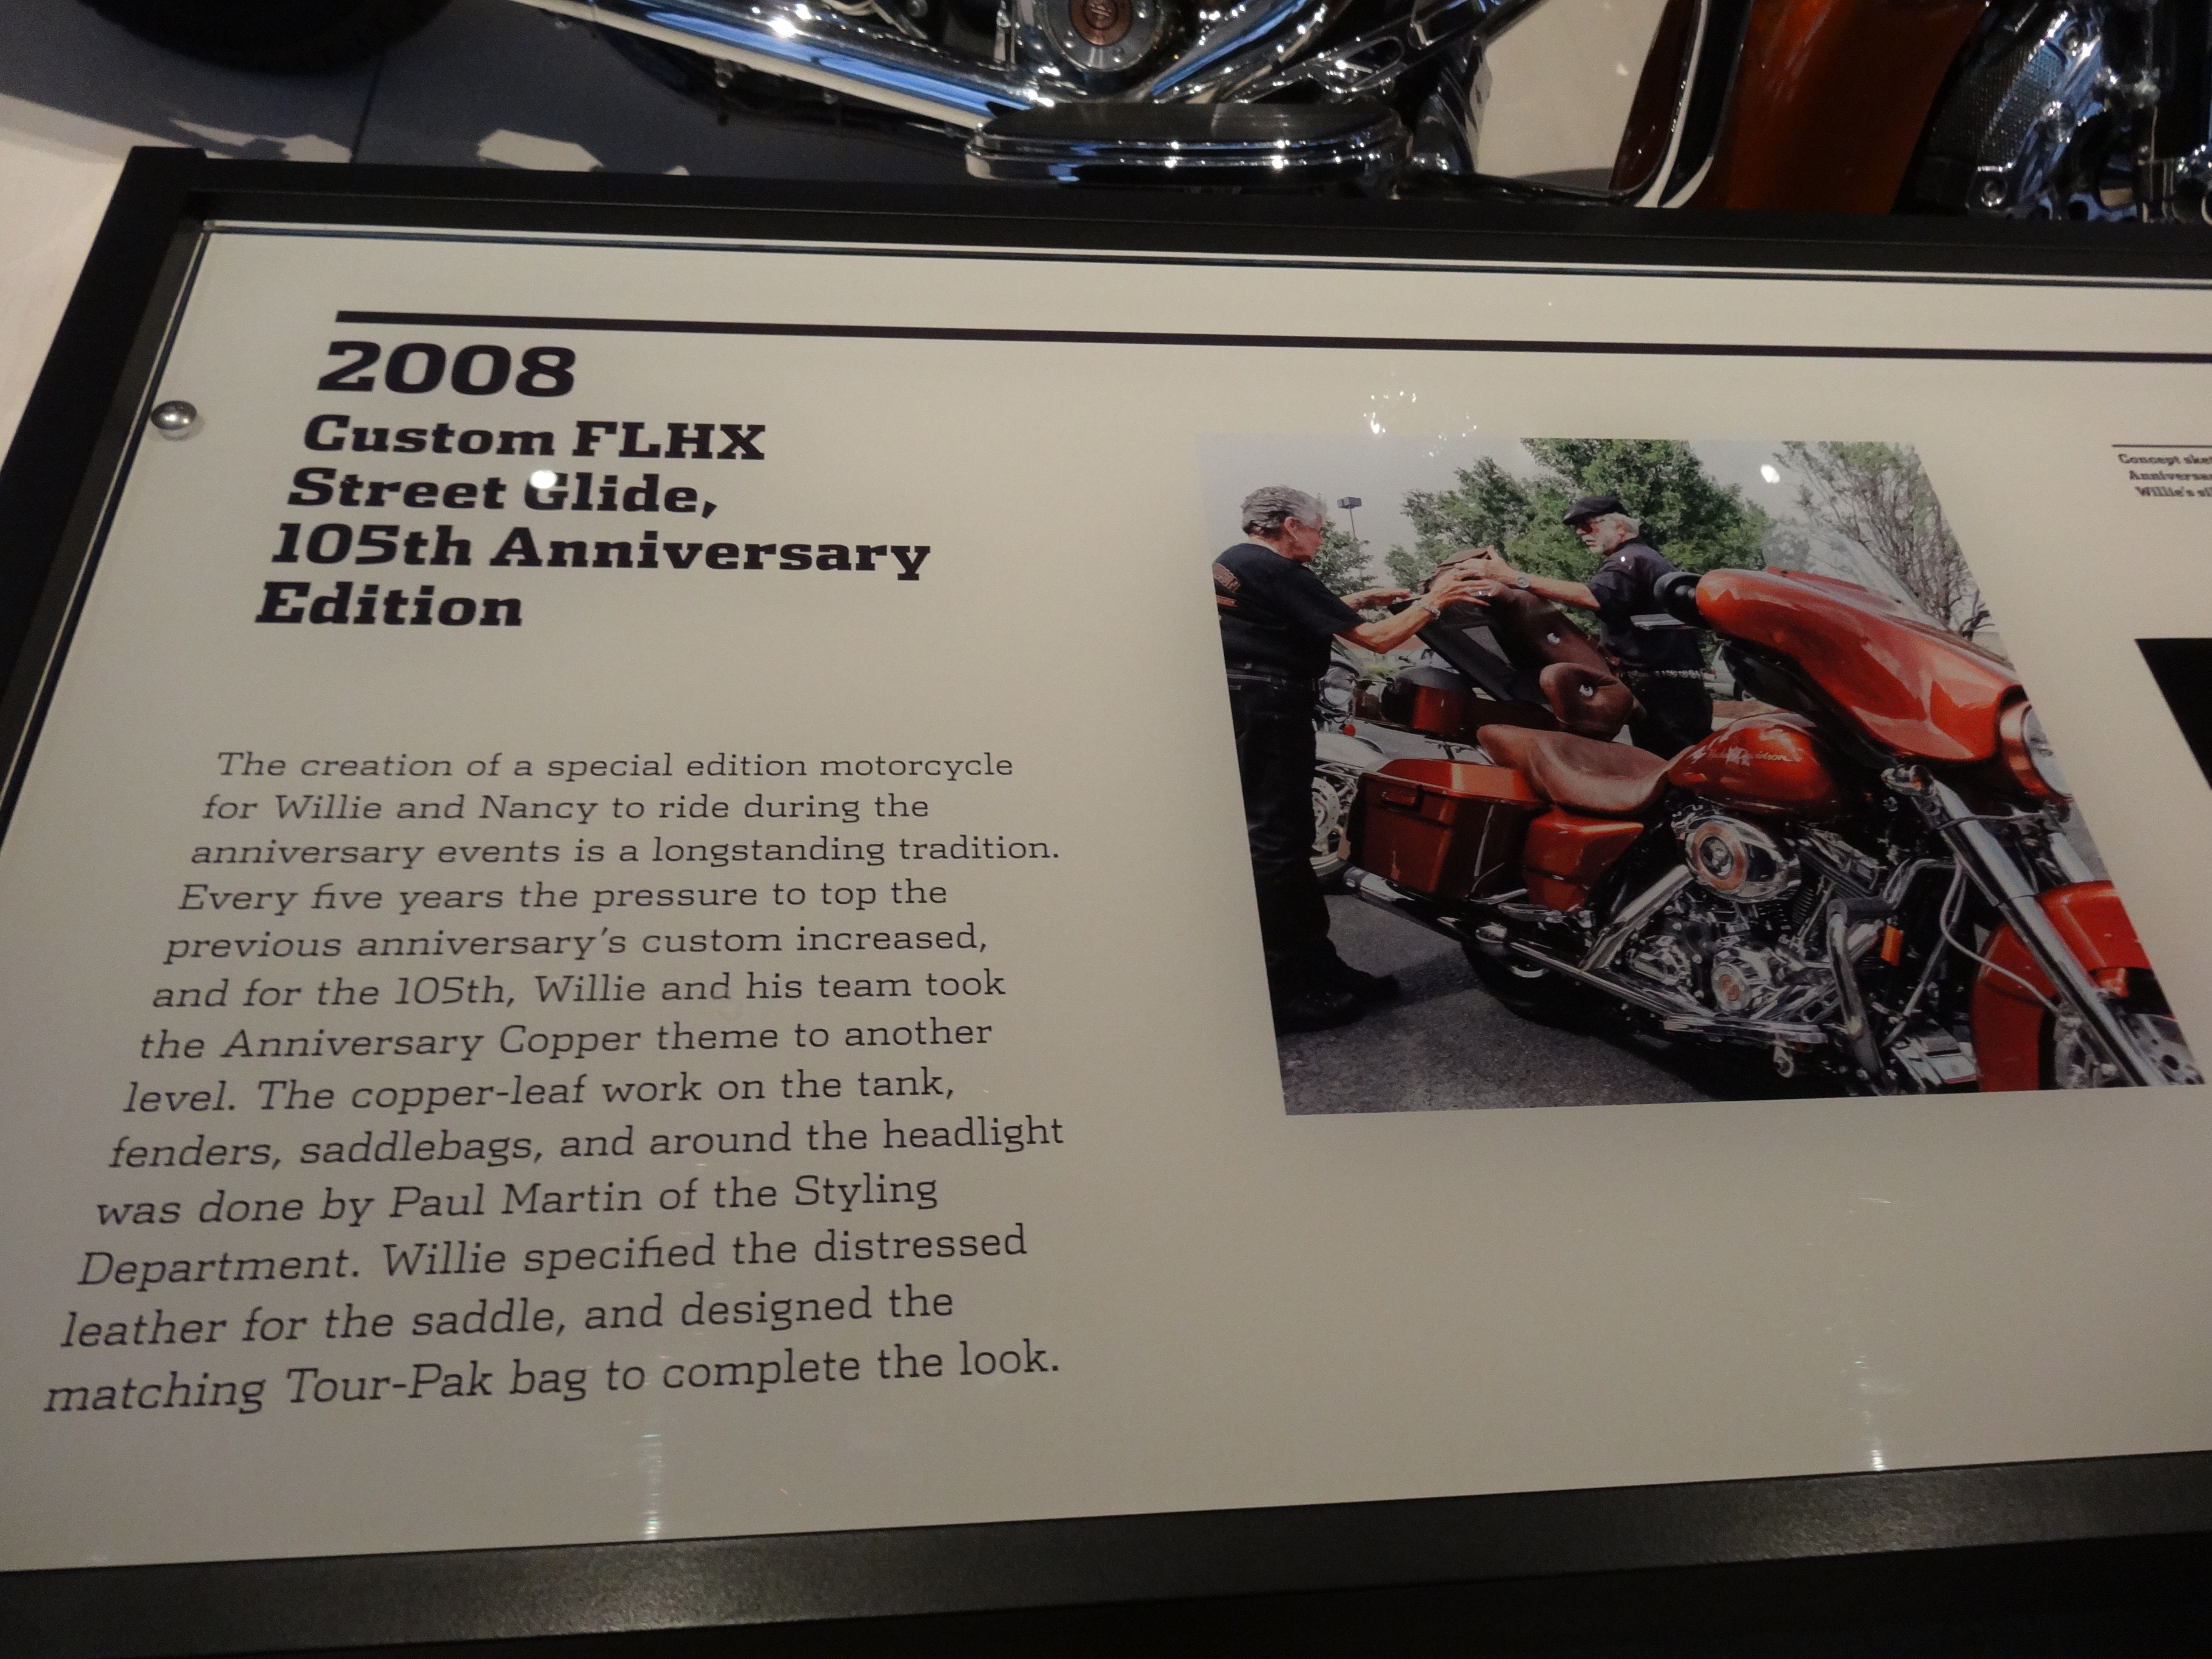 2008
Custom FLHX
Street Glide,
105th Anniversary
Edition
The creation of a special edition motorcycle
for Willie and Nancy to ride during the
anniversary events is a longstanding tradition.
Every five years the pressure to top the
previous anniversary's custom increased,
and for the 105th, Willie and his team took
the Anniversary Copper theme to another
level. The copper-leaf work on the tank,
fenders, saddlebags, and around the headlight
was done by Paul Martin of the Styling
Department. Willie specified the distressed
leather for the saddle, and designed the
matching Tour-Pak bag to complete the look.
Concept
Willie's